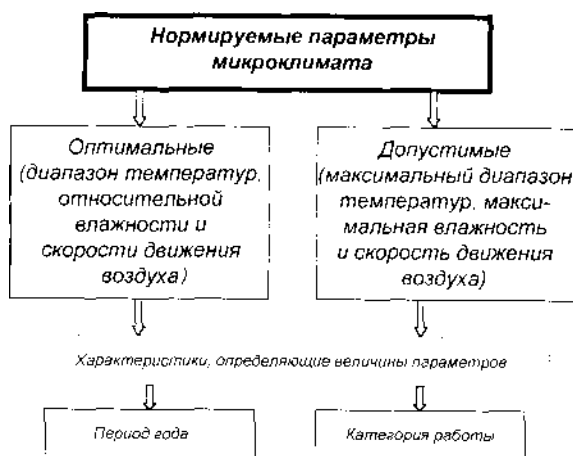 Нормируемые параметры
микроклимата
Оптимальные
(диапазон температур,
относительной
влажности и
скорости движения
воздуха)
Допустимые
(максимальный диапазон
температур, макси-
мальная влажность
и скорость движения
воздуха)
Характеристики, определяющие величины параметров
Период года
Категория работы